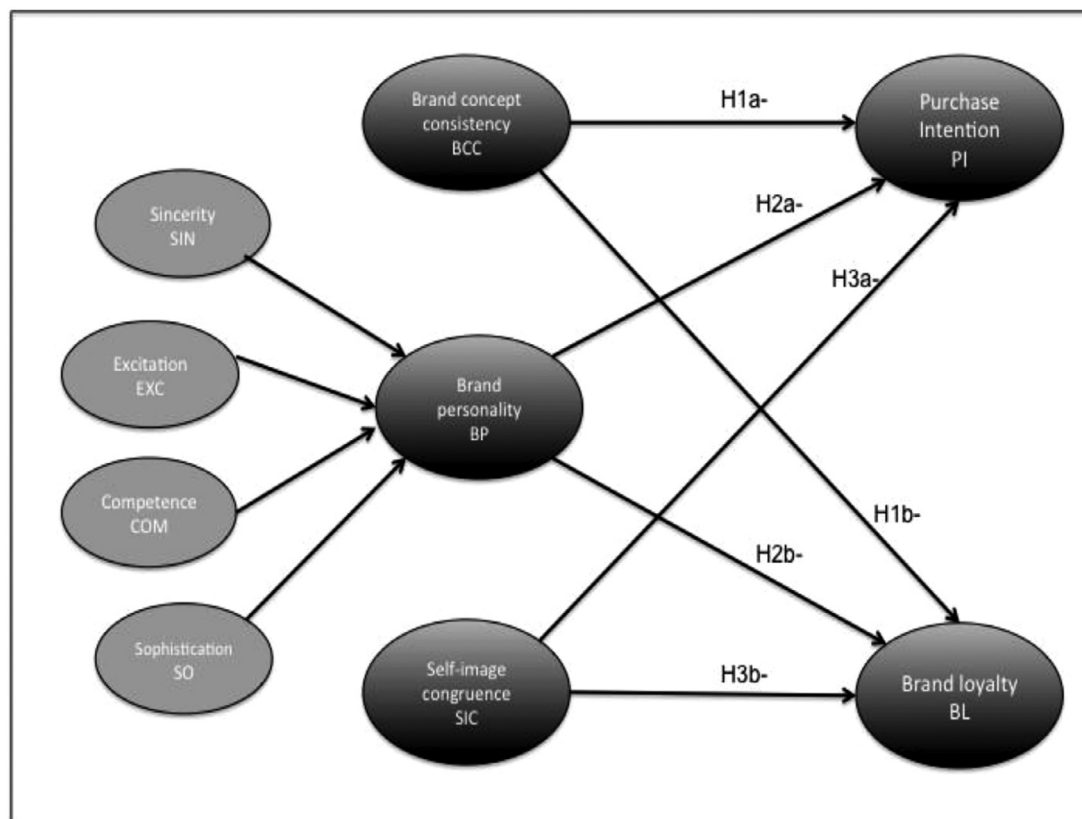 Brand concept
consistency
BCC
H1a-
Purchase
Intention
PI
Sincerity
SIN
H2a-
H3a-
Excitation
EXC
Brand
personality
BP
Competence
COM
H1b-
H2b-
Sophistication
SO
Self-image
congruence
SIC
H3b-
Brand loyalty
BL